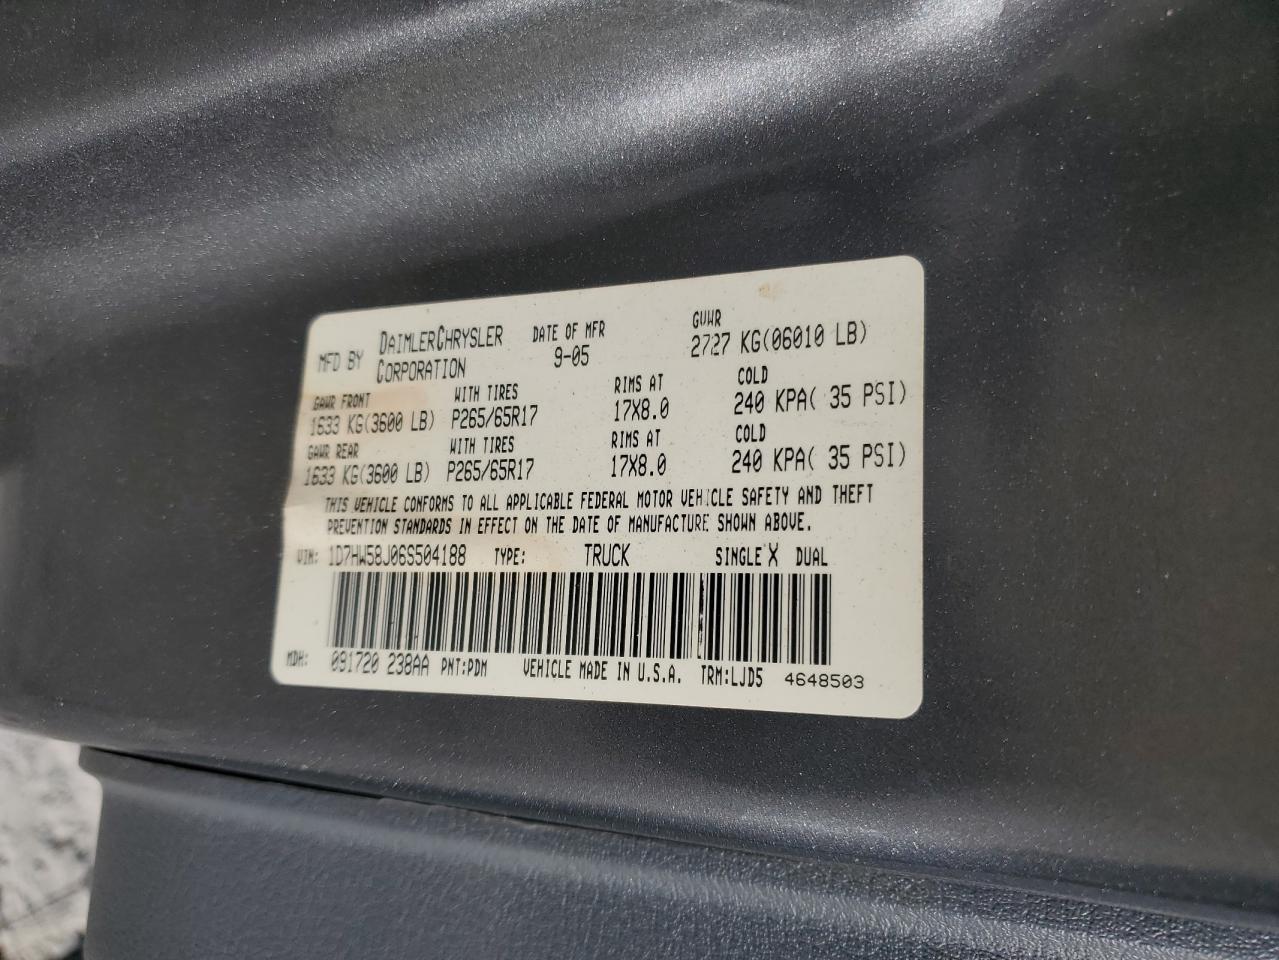 MFD BY DAIMLERCHRYSLER CORPORATION DATE OF MFR 9-05 GVWR 2727 KG(06010 LB)
GAWR FRONT WITH TIRES RIMS AT COLD
1633 KG(3600 LB) P265/65R17 17X8.0 240 KPA( 35 PSI)
GAWR REAR WITH TIRES RIMS AT COLD
1633 KG(3600 LB) P265/65R17 17X8.0 240 KPA( 35 PSI)
THIS VEHICLE CONFORMS TO ALL APPLICABLE FEDERAL MOTOR VEHICLE SAFETY AND THEFT
PREVENTION STANDARDS IN EFFECT ON THE DATE OF MANUFACTURE SHOWN ABOVE.
VIN: 1D7HW58J06S504188 TYPE: TRUCK SINGLE X DUAL
MDH: 091720 238AA PNT:PDM VEHICLE MADE IN U.S.A. TRM:LJD5 4648503